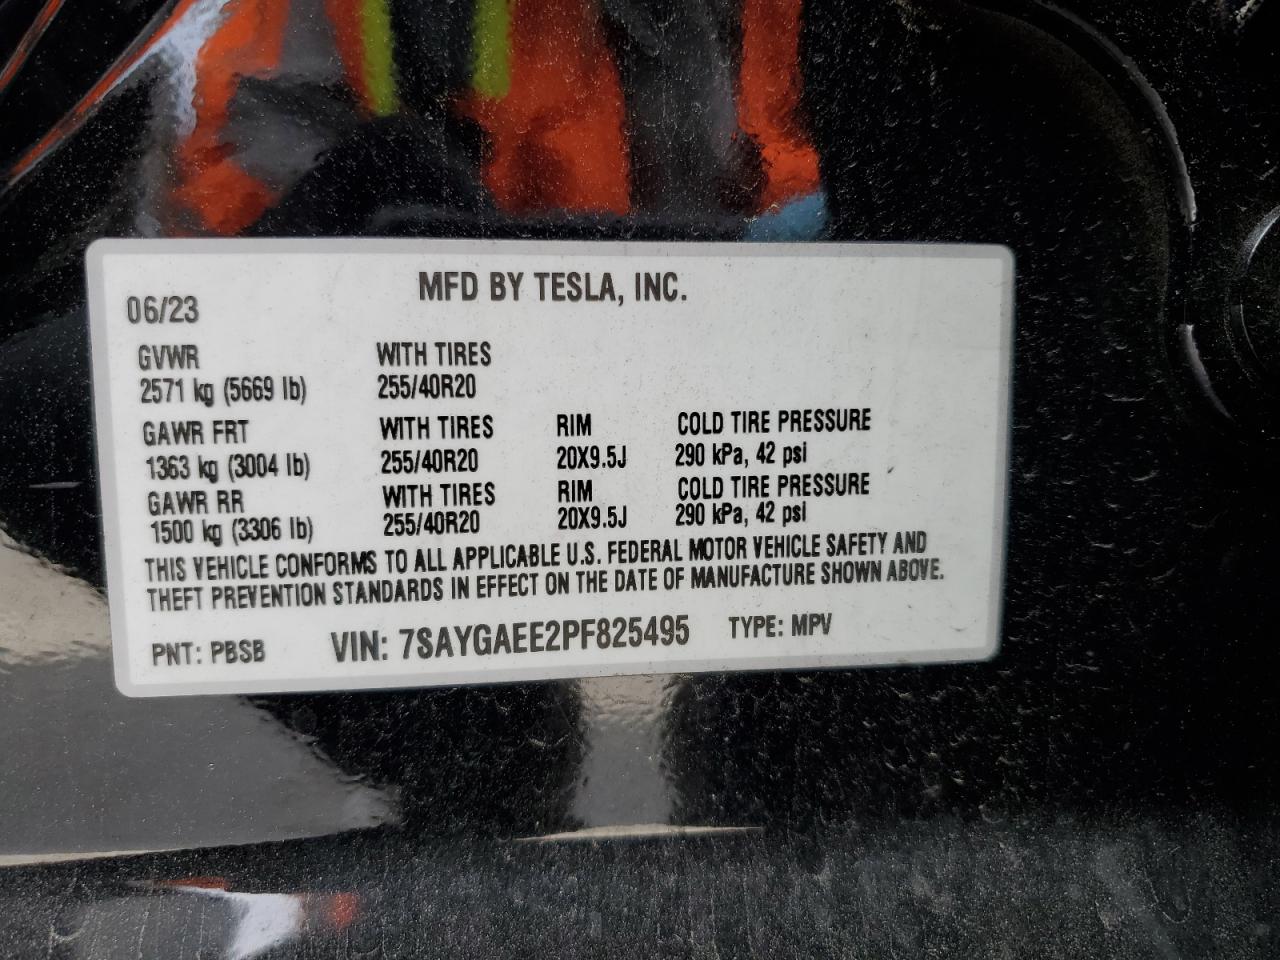 MFD BY TESLA, INC.
06/23
GVWR WITH TIRES
2571 kg (5669 lb) 255/40R20
GAWR FRT WITH TIRES RIM COLD TIRE PRESSURE
1363 kg (3004 lb) 255/40R20 20X9.5J 290 kPa, 42 psi
GAWR RR WITH TIRES RIM COLD TIRE PRESSURE
1500 kg (3306 lb) 255/40R20 20X9.5J 290 kPa, 42 psi
THIS VEHICLE CONFORMS TO ALL APPLICABLE U.S. FEDERAL MOTOR VEHICLE SAFETY AND
THEFT PREVENTION STANDARDS IN EFFECT ON THE DATE OF MANUFACTURE SHOWN ABOVE.
PNT: PBSB VIN: 7SAYGAEE2PF825495 TYPE: MPV